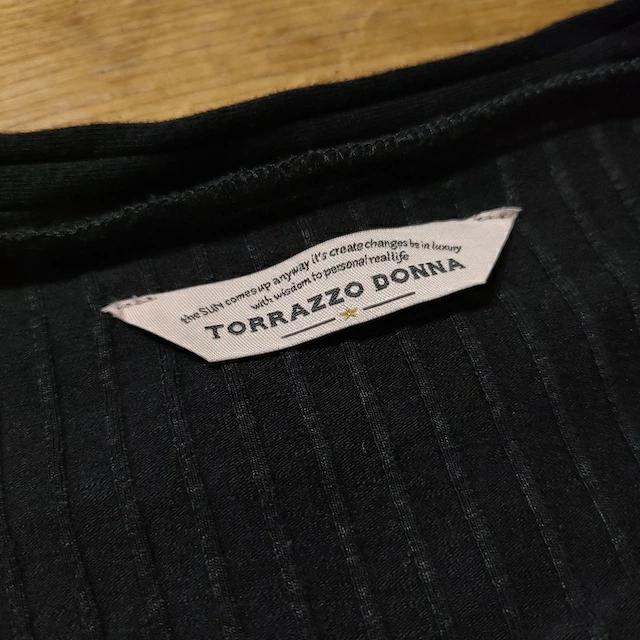 the SUN comes up anyway it's create changes be in luxury
with wisdom to personal real life
TORRAZZO DONNA